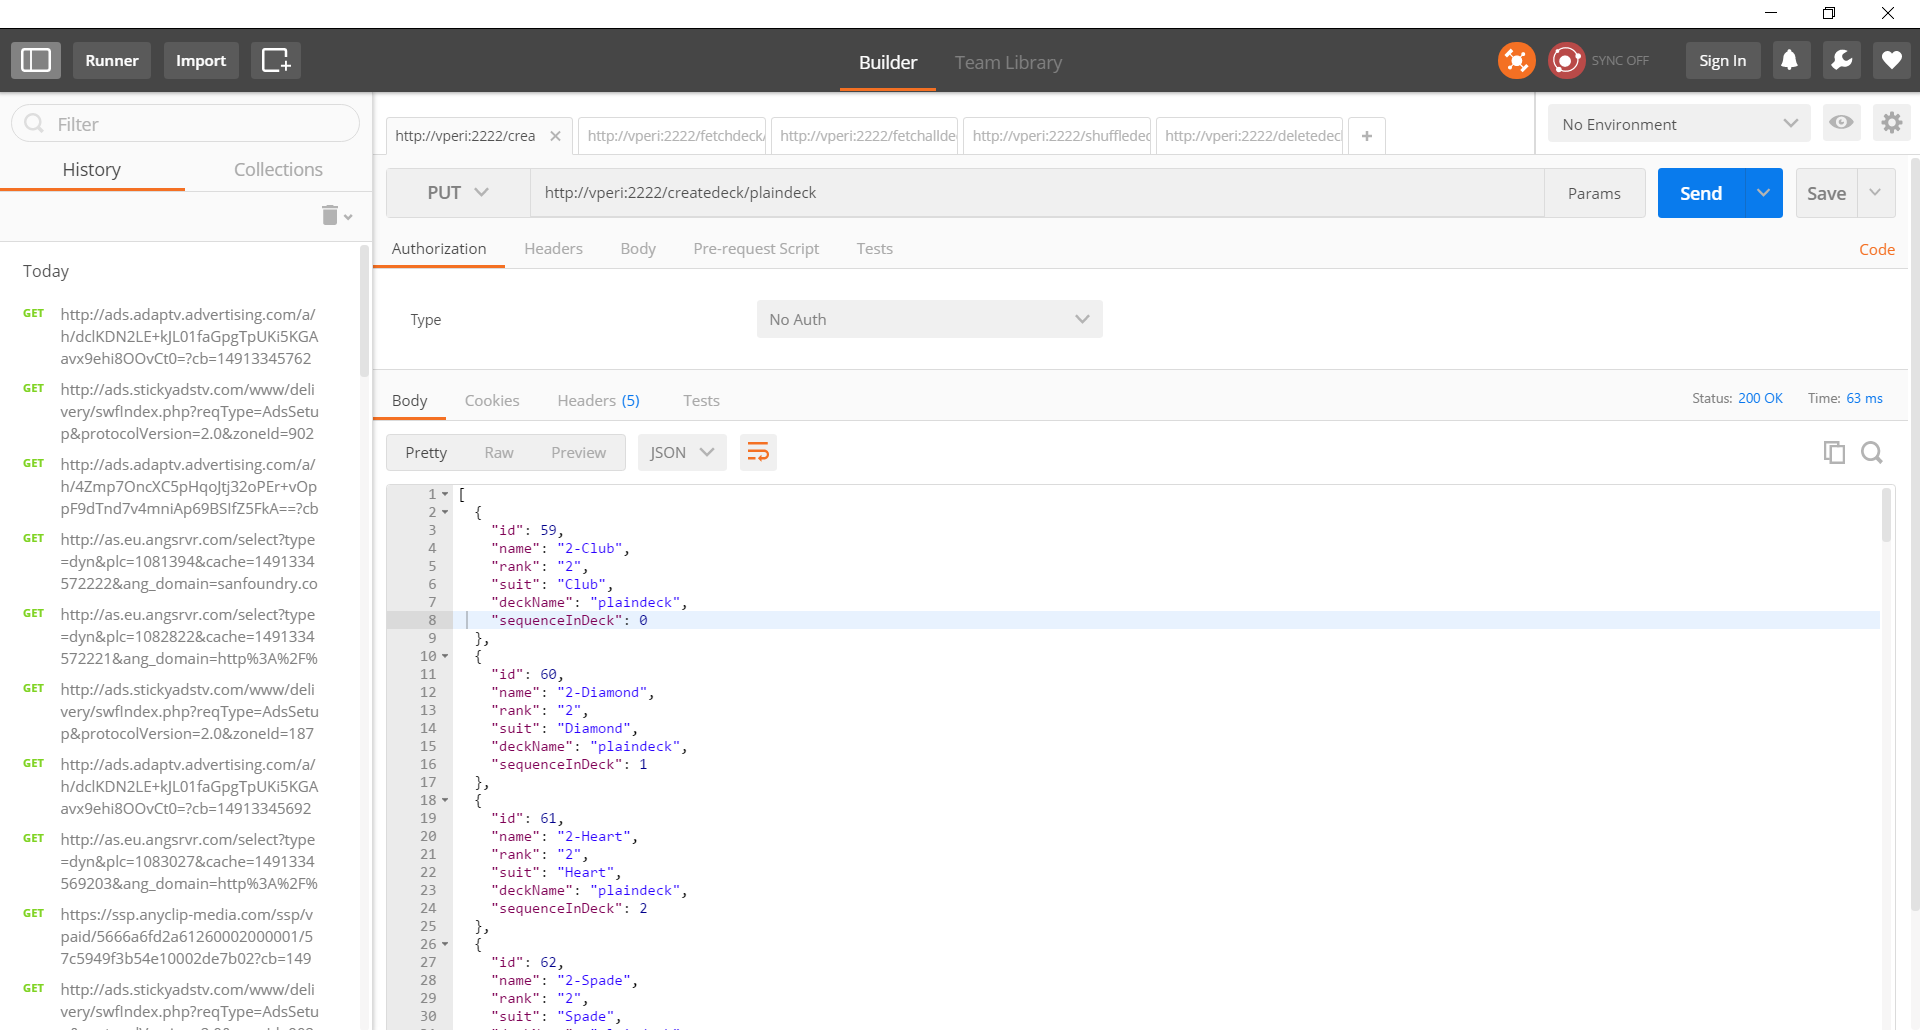 Runner
Import
Builder
Team Library
SYNC OFF
Sign In
Filter
History
Collections
Today
GET http://ads.adaptv.advertising.com/a/
h/dclKDN2LE+kJL01faGpgTpUKi5KGA
avx9ehi8OOvCt0=?cb=14913345762
GET http://ads.stickyadstv.com/www/deli
very/swfIndex.php?reqType=AdsSetu
p&protocolVersion=2.0&zoneId=902
GET http://ads.adaptv.advertising.com/a/
h/4Zmp7OncXC5pHqoJtj32oPEr+vOp
pF9dTnd7v4mniAp69BSIfZ5FkA==?cb
GET http://as.eu.angsrvr.com/select?type
=dyn&plc=1081394&cache=1491334
572222&ang_domain=sanfoundry.co
GET http://as.eu.angsrvr.com/select?type
=dyn&plc=1082822&cache=1491334
572221&ang_domain=http%3A%2F%
GET http://ads.stickyadstv.com/www/deli
very/swfIndex.php?reqType=AdsSetu
p&protocolVersion=2.0&zoneId=187
GET http://ads.adaptv.advertising.com/a/
h/dclKDN2LE+kJL01faGpgTpUKi5KGA
avx9ehi8OOvCt0=?cb=14913345692
GET http://as.eu.angsrvr.com/select?type
=dyn&plc=1083027&cache=1491334
569203&ang_domain=http%3A%2F%
GET https://ssp.anyclip-media.com/ssp/v
paid/5666a6fd2a61260002000001/5
7c5949f3b54e10002de7b02?cb=149
GET http://ads.stickyadstv.com/www/deli
very/swfIndex.php?reqType=AdsSetu
http://vperi:2222/crea
http://vperi:2222/fetchdeck/
http://vperi:2222/fetchallde
http://vperi:2222/shuffledec
http://vperi:2222/deletedec
+
No Environment
PUT
http://vperi:2222/createdeck/plaindeck
Params
Send
Save
Authorization
Headers
Body
Pre-request Script
Tests
Code
Type
No Auth
Body
Cookies
Headers (5)
Tests
Status: 200 OK
Time: 63 ms
Pretty
Raw
Preview
JSON
1 [
2 {
3 "id": 59,
4 "name": "2-Club",
5 "rank": "2",
6 "suit": "Club",
7 "deckName": "plaindeck",
8 "sequenceInDeck": 0
9 },
10 {
11 "id": 60,
12 "name": "2-Diamond",
13 "rank": "2",
14 "suit": "Diamond",
15 "deckName": "plaindeck",
16 "sequenceInDeck": 1
17 },
18 {
19 "id": 61,
20 "name": "2-Heart",
21 "rank": "2",
22 "suit": "Heart",
23 "deckName": "plaindeck",
24 "sequenceInDeck": 2
25 },
26 {
27 "id": 62,
28 "name": "2-Spade",
29 "rank": "2",
30 "suit": "Spade",